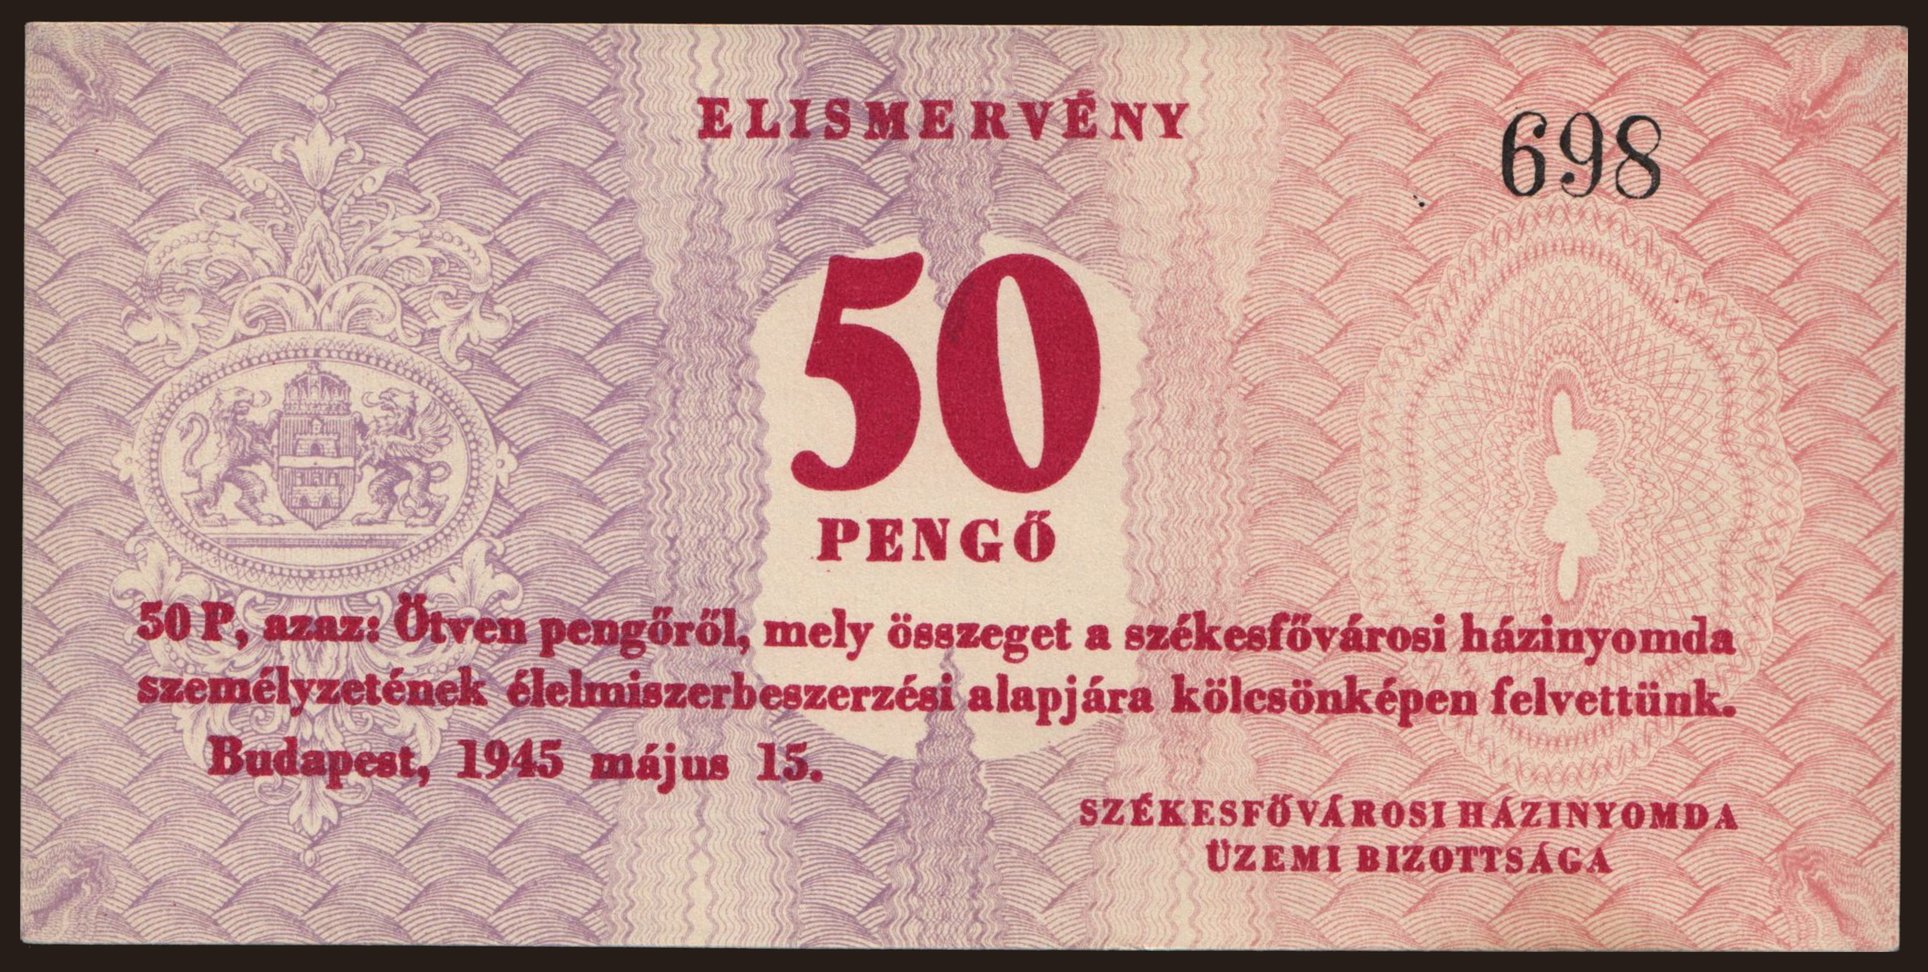 ELISMERVÉNY
698
50
PENGŐ
50 P, azaz: Ötven pengőről, mely összeget a székesfővárosi házinyomda
személyzetének élelmiszerbeszerzési alapjára kölcsönképen felvettünk.
Budapest, 1945 május 15.
SZÉKESFŐVÁROSI HÁZINYOMDA
ÜZEMI BIZOTTSÁGA